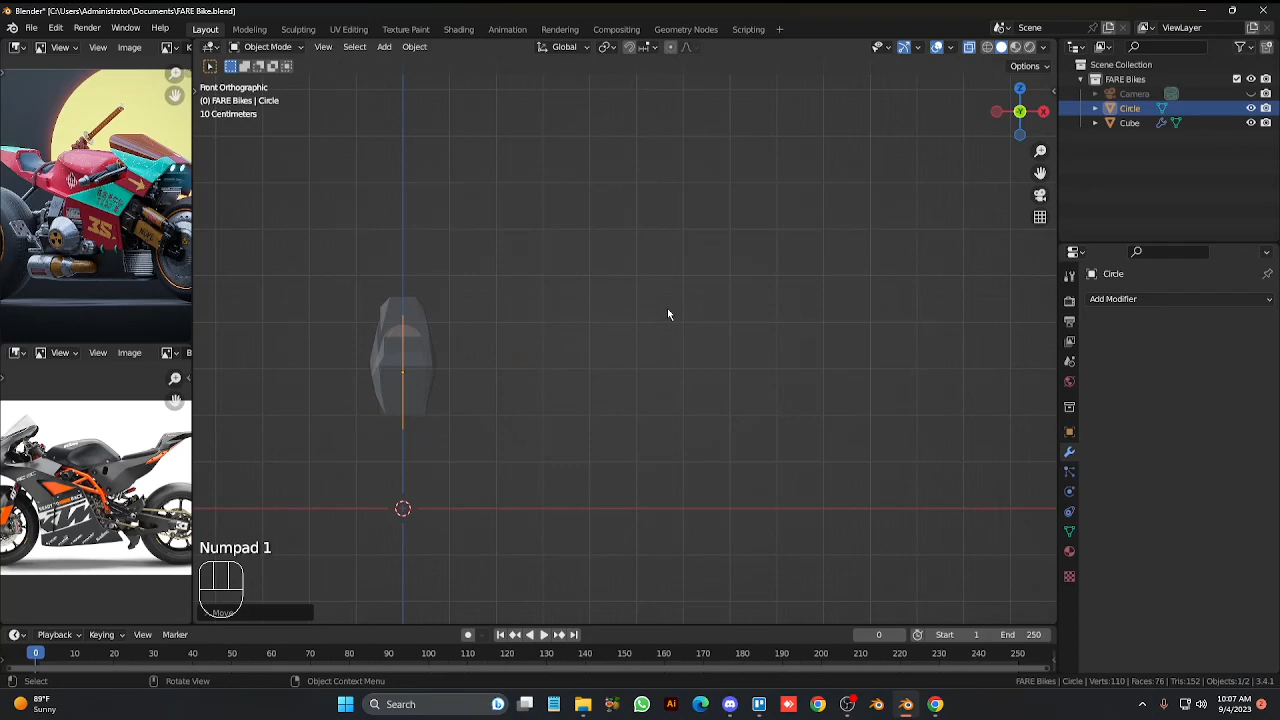 Blender* [C:\Users\Administrator\Documents\FARE Bike.blend]
File Edit Render Window Help Layout Modeling Sculpting UV Editing Texture Paint Shading Animation Rendering Compositing Geometry Nodes Scripting + Scene ViewLayer
View View Image Object Mode View Select Add Object Global
Options
Front Orthographic
(0) FARE Bikes | Circle
10 Centimeters
Z
X
Y
Scene Collection
FARE Bikes
Camera
Circle
Cube
35
View View Image
Circle
Add Modifier
Numpad 1
Move
Playback Keying View Marker 0 Start 1 End 250
0 10 20 30 40 50 60 70 80 90 100 110 120 130 140 150 160 170 180 190 200 210 220 230 240 250
Select Rotate View Object Context Menu FARE Bikes | Circle | Verts:110 | Faces:76 | Tris:152 | Objects:1/2 | 3.4.1
89°F
Sunny
Search
10:07 AM
9/4/2023